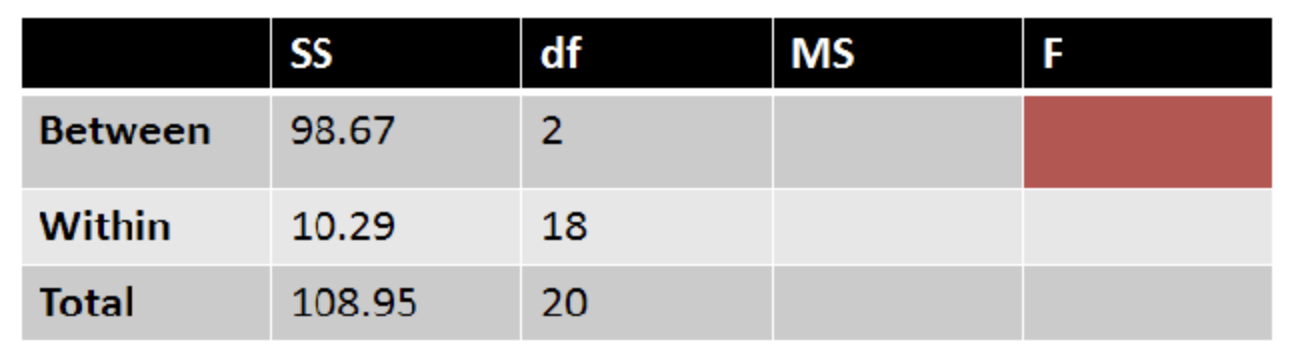 SS df MS F
Between 98.67 2
Within 10.29 18
Total 108.95 20